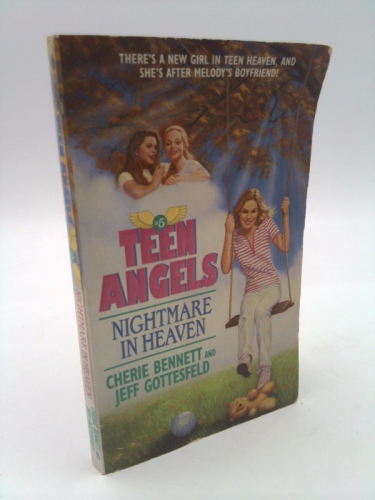 THERE'S A NEW GIRL IN TEEN HEAVEN, AND
SHE'S AFTER MELODY'S BOYFRIEND!
#5
TEEN
ANGELS
NIGHTMARE
IN HEAVEN
CHERIE BENNETT AND
JEFF GOTTESFELD